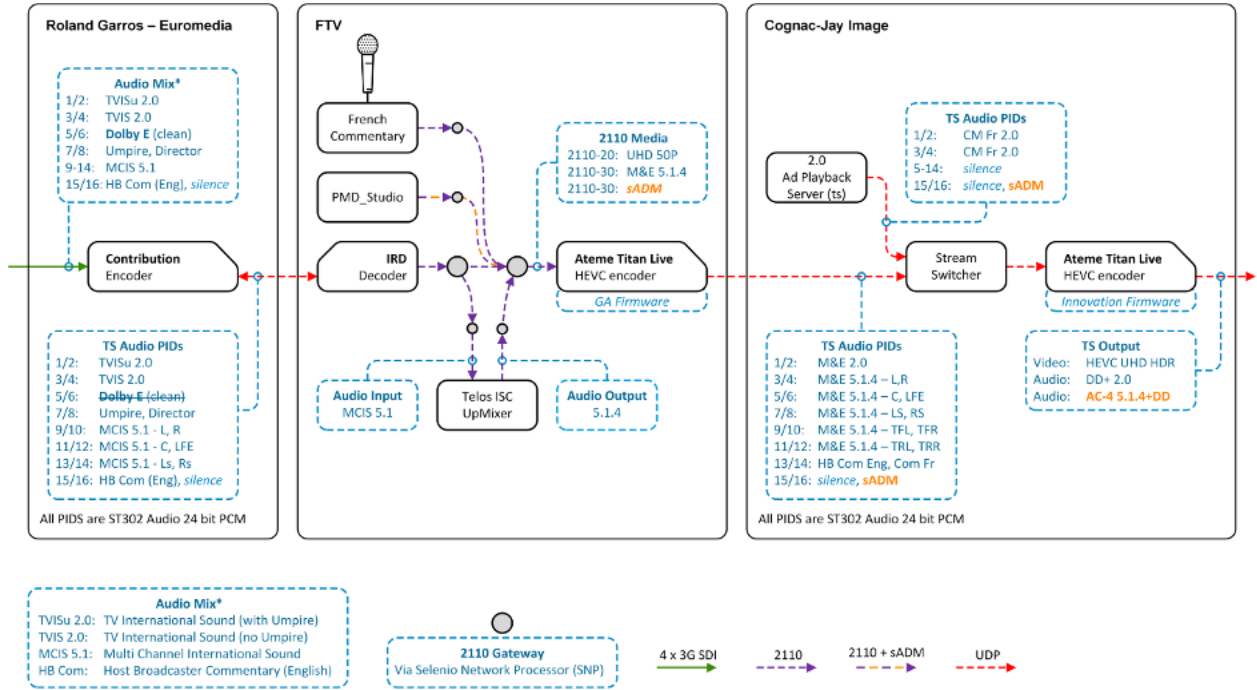 Roland Garros – Euromedia
Audio Mix*
1/2: TVISu 2.0
3/4: TVIS 2.0
5/6: Dolby E (clean)
7/8: Umpire, Director
9-14: MCIS 5.1
15/16: HB Com (Eng), silence
Contribution
Encoder
TS Audio PIDs
1/2: TVISu 2.0
3/4: TVIS 2.0
5/6: Dolby E (clean)
7/8: Umpire, Director
9/10: MCIS 5.1 - L, R
11/12: MCIS 5.1 - C, LFE
13/14: MCIS 5.1 - Ls, Rs
15/16: HB Com (Eng), silence
All PIDS are ST302 Audio 24 bit PCM
FTV
French
Commentary
PMD_Studio
IRD
Decoder
2110 Media
2110-20: UHD 50P
2110-30: M&E 5.1.4
2110-30: sADM
Ateme Titan Live
HEVC encoder
GA Firmware
Audio Input
MCIS 5.1
Telos ISC
UpMixer
Audio Output
5.1.4
Cognac-Jay Image
2.0
Ad Playback
Server (ts)
TS Audio PIDs
1/2: CM Fr 2.0
3/4: CM Fr 2.0
5-14: silence
15/16: silence, sADM
Stream
Switcher
Ateme Titan Live
HEVC encoder
Innovation Firmware
TS Audio PIDs
1/2: M&E 2.0
3/4: M&E 5.1.4 – L,R
5/6: M&E 5.1.4 – C, LFE
7/8: M&E 5.1.4 – LS, RS
9/10: M&E 5.1.4 – TFL, TFR
11/12: M&E 5.1.4 – TRL, TRR
13/14: HB Com Eng, Com Fr
15/16: silence, sADM
TS Output
Video: HEVC UHD HDR
Audio: DD+ 2.0
Audio: AC-4 5.1.4+DD
All PIDS are ST302 Audio 24 bit PCM
Audio Mix*
TVISu 2.0: TV International Sound (with Umpire)
TVIS 2.0: TV International Sound (no Umpire)
MCIS 5.1: Multi Channel International Sound
HB Com: Host Broadcaster Commentary (English)
2110 Gateway
Via Selenio Network Processor (SNP)
4 x 3G SDI
2110
2110 + sADM
UDP